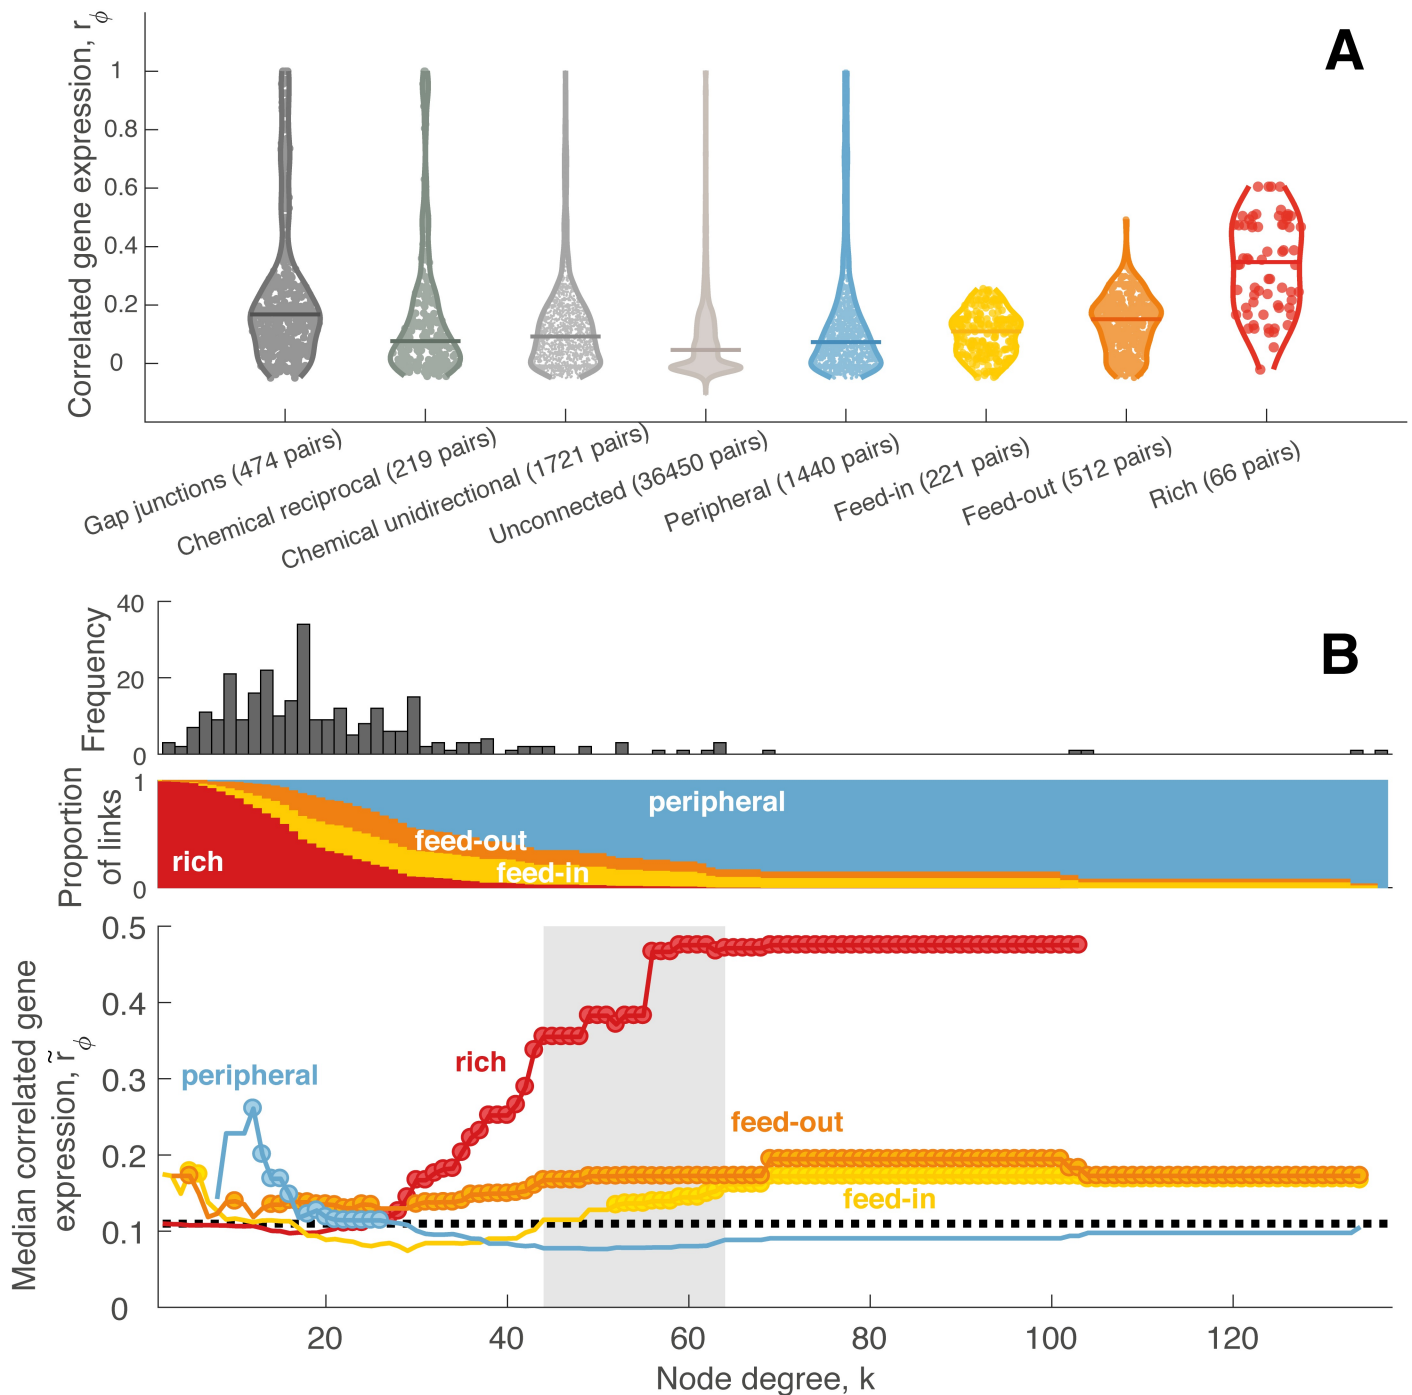 A
Correlated gene expression, r_ϕ
1
0.8
0.6
0.4
0.2
0
Gap junctions (474 pairs)
Chemical reciprocal (219 pairs)
Chemical unidirectional (1721 pairs)
Unconnected (36450 pairs)
Peripheral (1440 pairs)
Feed-in (221 pairs)
Feed-out (512 pairs)
Rich (66 pairs)
B
Frequency
40
20
0
Proportion
of links
1
0
peripheral
feed-out
feed-in
rich
Median correlated gene
expression, r̃_ϕ
0.5
0.4
0.3
0.2
0.1
0
peripheral
rich
feed-out
feed-in
20
40
60
80
100
120
Node degree, k